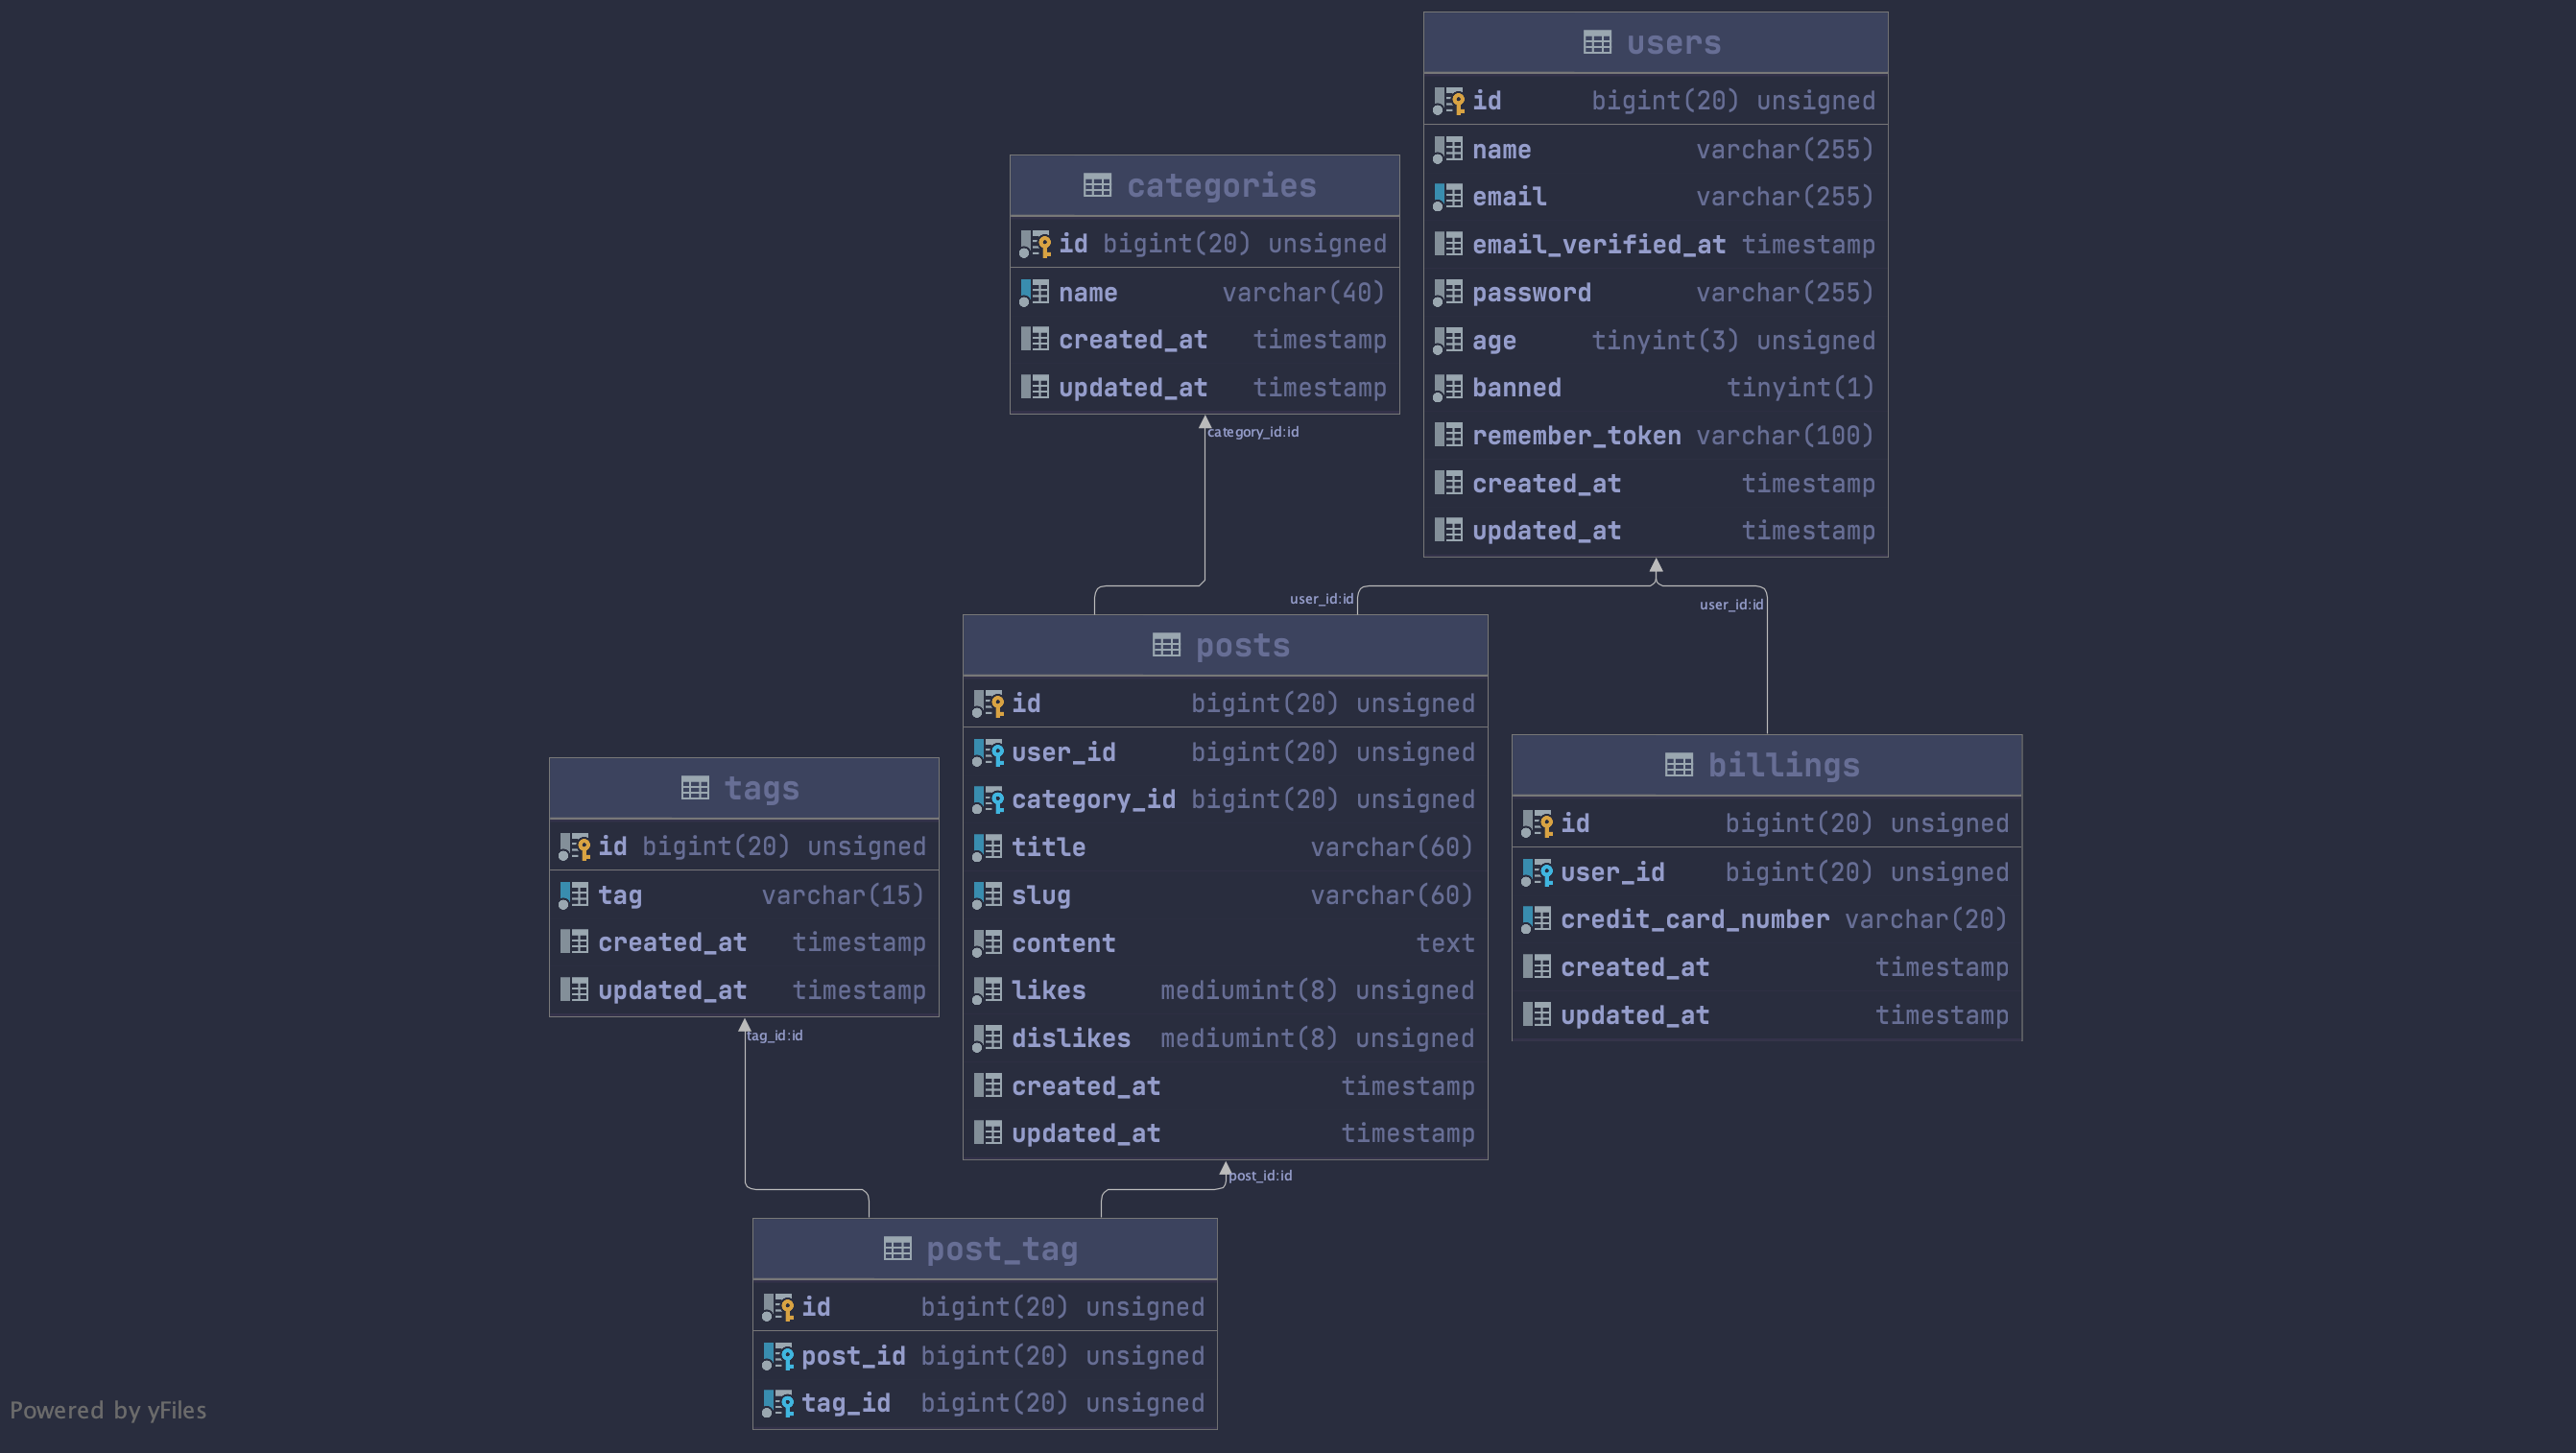 users
id bigint(20) unsigned
name varchar(255)
email varchar(255)
email_verified_at timestamp
password varchar(255)
age tinyint(3) unsigned
banned tinyint(1)
remember_token varchar(100)
created_at timestamp
updated_at timestamp
categories
id bigint(20) unsigned
name varchar(40)
created_at timestamp
updated_at timestamp
category_id:id
user_id:id
user_id:id
posts
id bigint(20) unsigned
user_id bigint(20) unsigned
category_id bigint(20) unsigned
title varchar(60)
slug varchar(60)
content text
likes mediumint(8) unsigned
dislikes mediumint(8) unsigned
created_at timestamp
updated_at timestamp
billings
id bigint(20) unsigned
user_id bigint(20) unsigned
credit_card_number varchar(20)
created_at timestamp
updated_at timestamp
tags
id bigint(20) unsigned
tag varchar(15)
created_at timestamp
updated_at timestamp
tag_id:id
post_id:id
post_tag
id bigint(20) unsigned
post_id bigint(20) unsigned
tag_id bigint(20) unsigned
Powered by yFiles